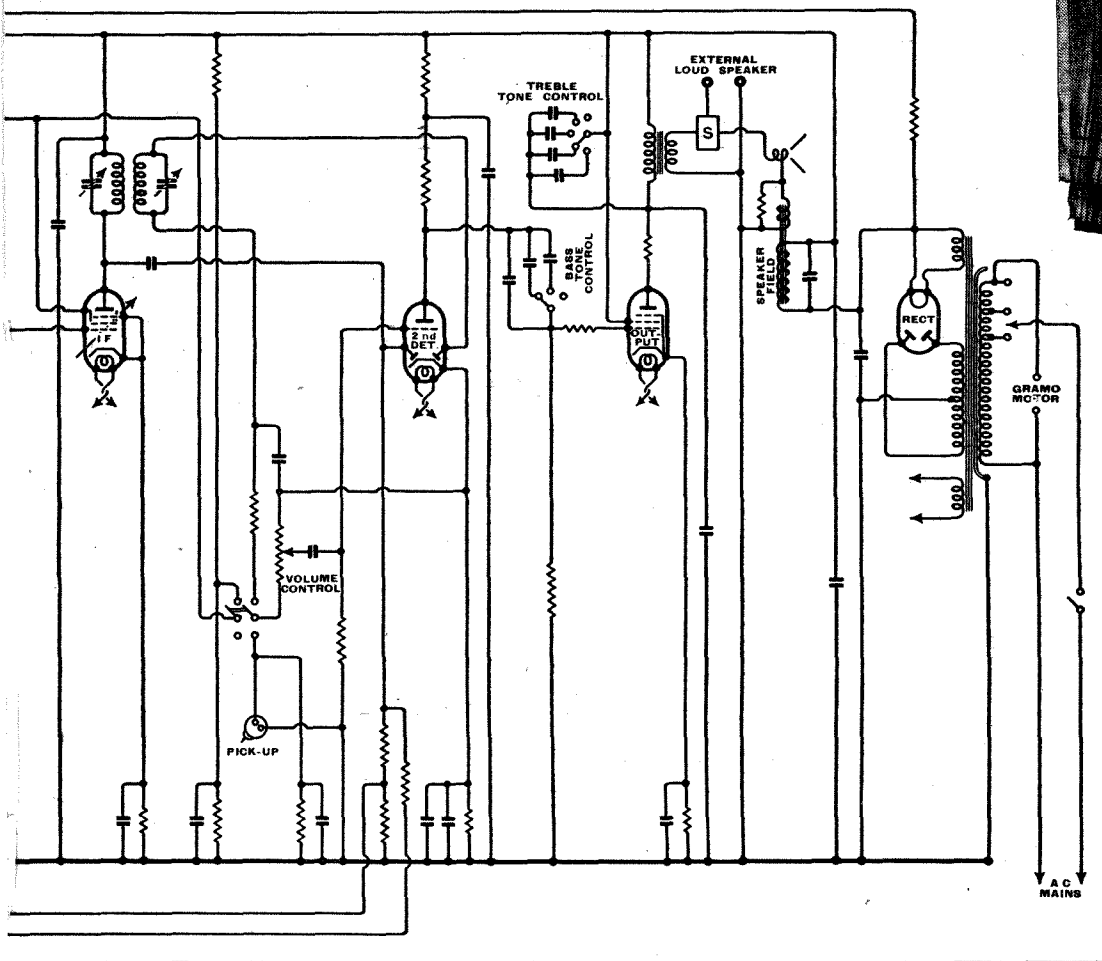 EXTERNAL
LOUD SPEAKER
TREBLE
TONE CONTROL
S
BASS
TONE
CONTROL
SPEAKER
FIELD
IF
2nd
DET.
OUT-
PUT
RECT
GRAMO
MOTOR
VOLUME
CONTROL
PICK-UP
A C
MAINS